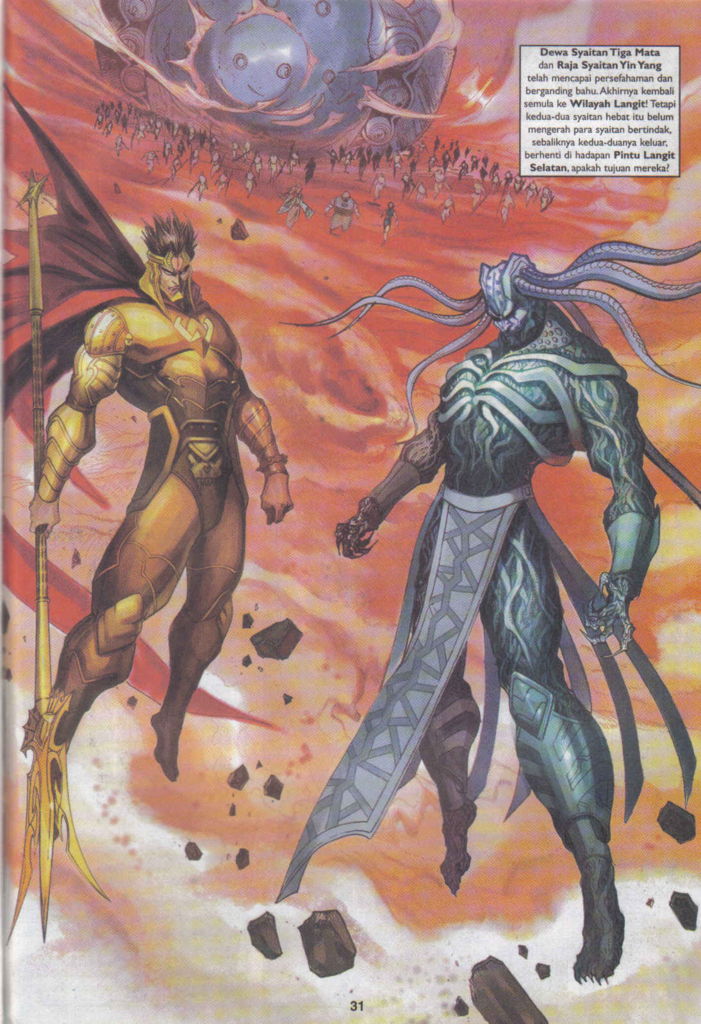 Dewa Syaitan Tiga Mata
dan Raja Syaitan Yin Yang
telah mencapai persefahaman dan
berganding bahu. Akhirnya kembali
semula ke Wilayah Langit! Tetapi
kedua-dua syaitan hebat itu belum
mengerah para syaitan bertindak,
sebaliknya kedua-duanya keluar,
berhenti di hadapan Pintu Langit
Selatan, apakah tujuan mereka?
31